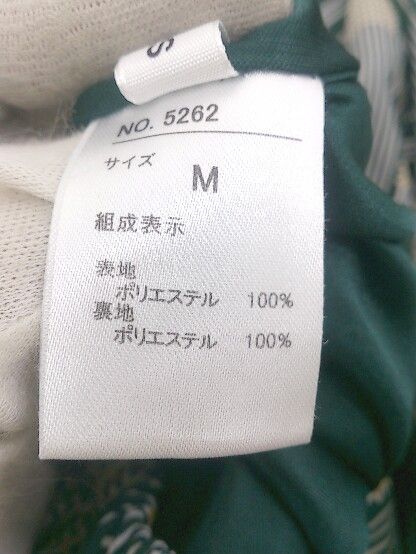 S
NO. 5262
サイズ
M
組成表示
表地
ポリエステル 100%
裏地
ポリエステル 100%